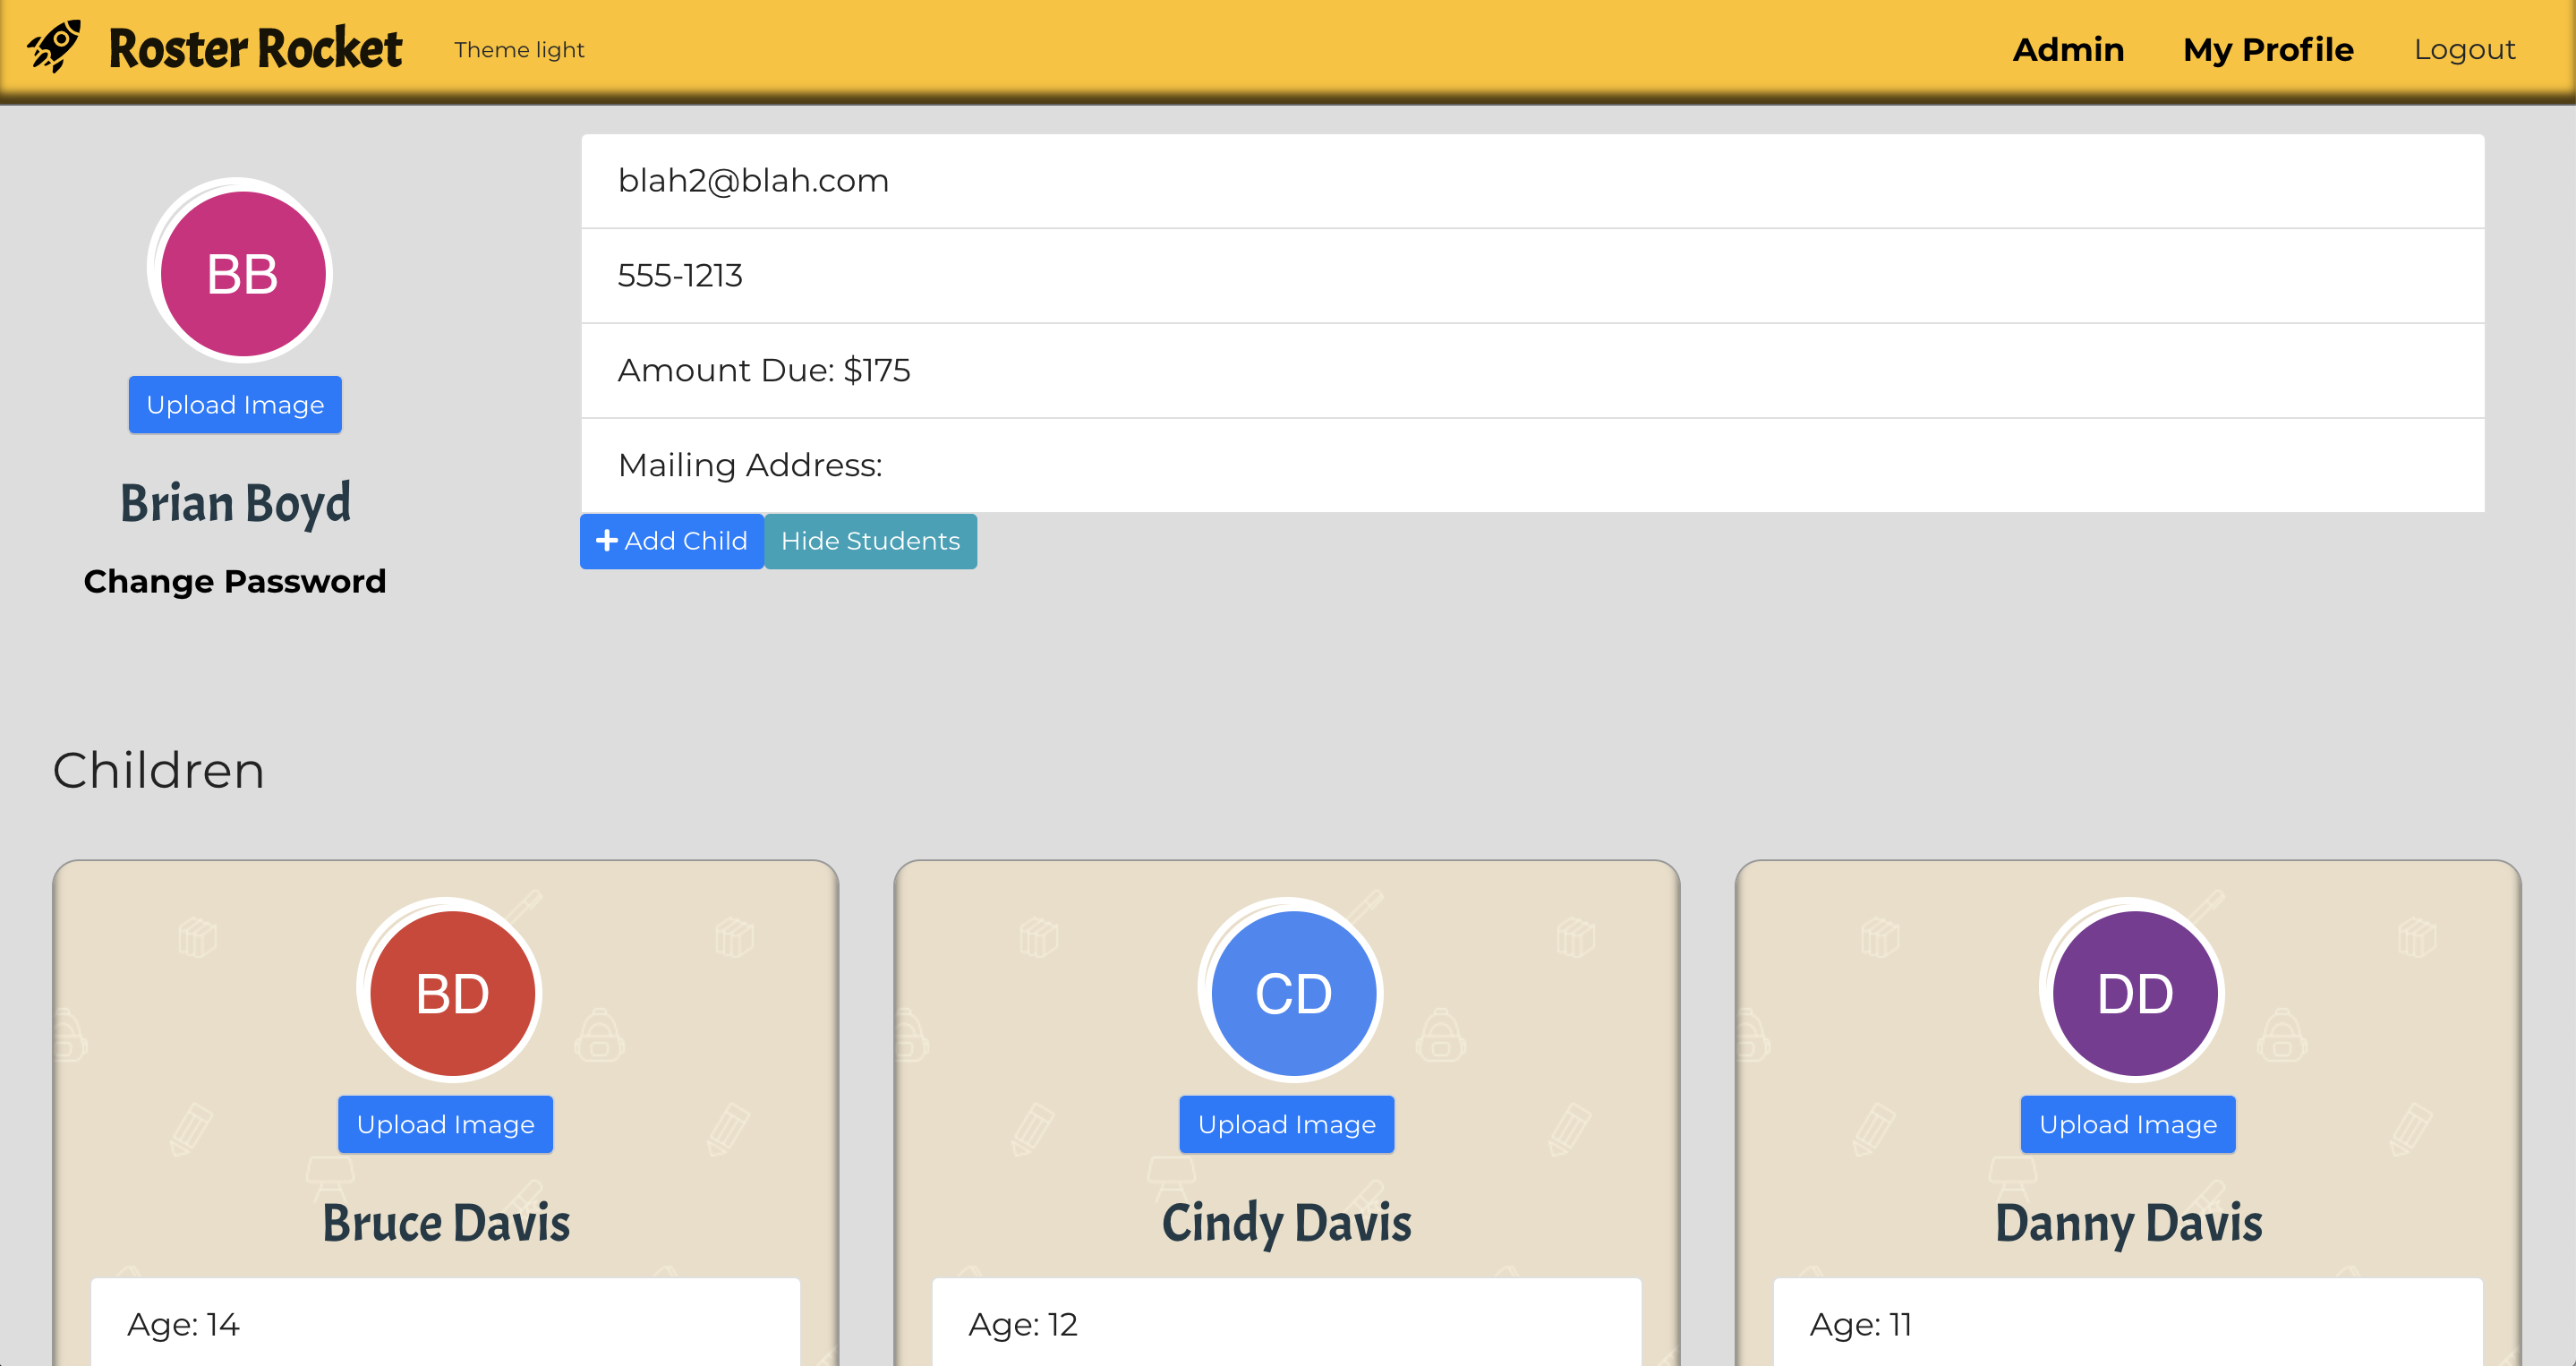 Roster Rocket Theme light Admin My Profile Logout
BB
Upload Image
Brian Boyd
Change Password
blah2@blah.com
555-1213
Amount Due: $175
Mailing Address:
Add Child Hide Students
Children
BD
Upload Image
Bruce Davis
Age: 14
CD
Upload Image
Cindy Davis
Age: 12
DD
Upload Image
Danny Davis
Age: 11